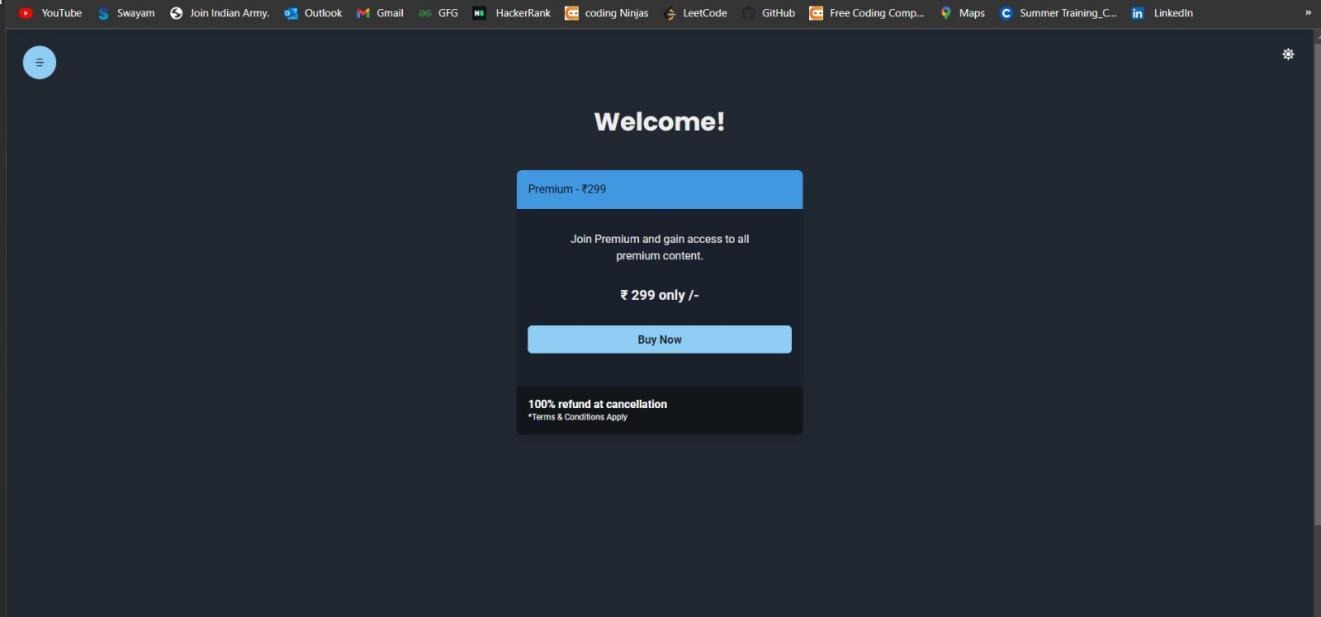 YouTube Swayam Join Indian Army. Outlook Gmail GFG HackerRank coding Ninjas LeetCode GitHub Free Coding Comp... Maps Summer Training_C... LinkedIn »
Welcome!
Premium - ₹299
Join Premium and gain access to all
premium content.
₹ 299 only /-
Buy Now
100% refund at cancellation
*Terms & Conditions Apply